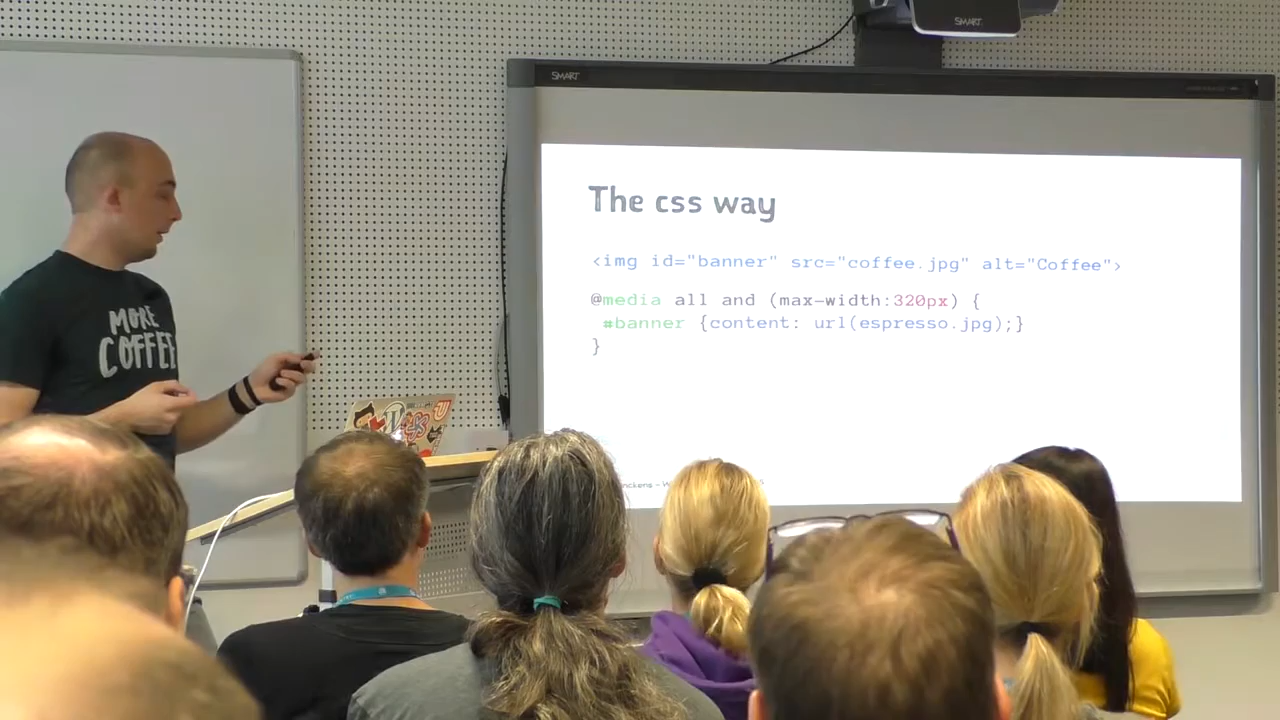 SMART
SMART
The css way
<img id="banner" src="coffee.jpg" alt="Coffee">
@media all and (max-width:320px) {
#banner {content: url(espresso.jpg);}
}
MORE
COFFEE